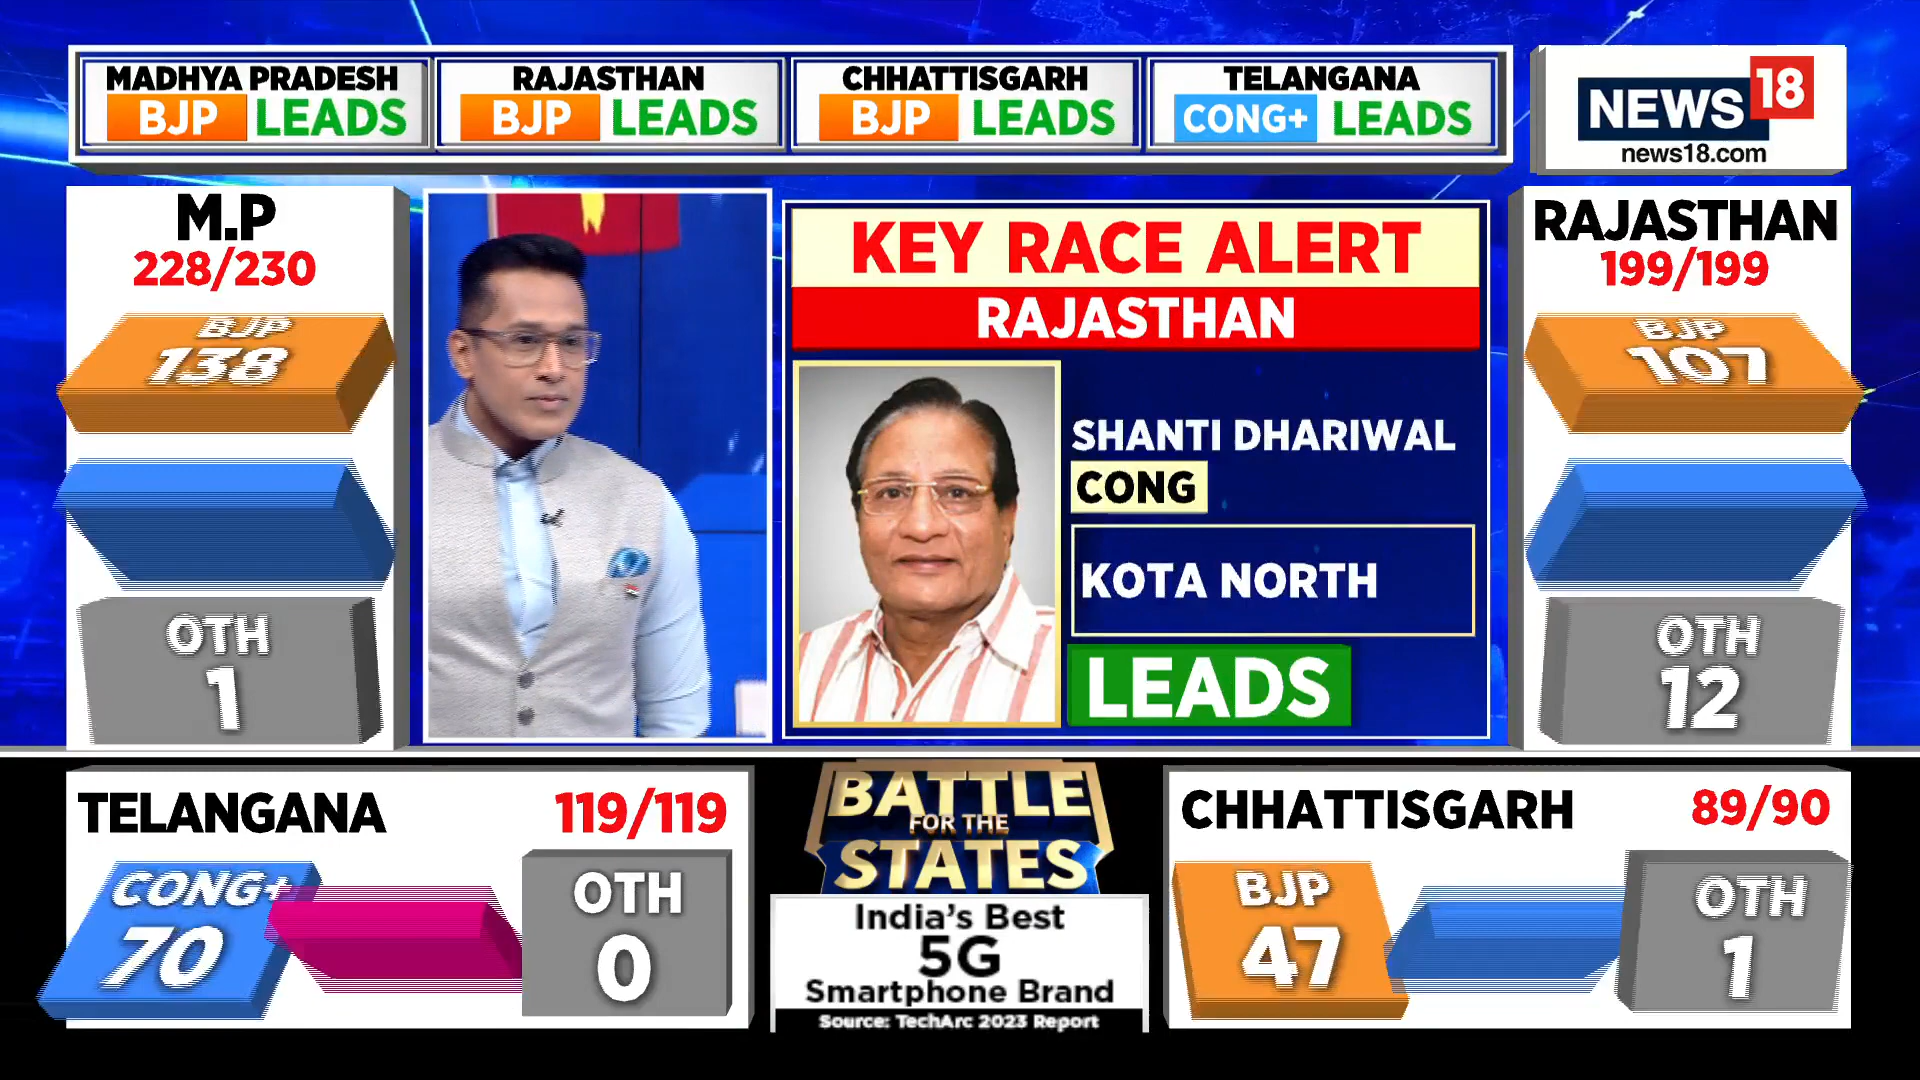 MADHYA PRADESH
BJP LEADS
RAJASTHAN
BJP LEADS
CHHATTISGARH
BJP LEADS
TELANGANA
CONG+ LEADS
NEWS 18
news18.com
M.P
228/230
BJP
138
OTH
1
KEY RACE ALERT
RAJASTHAN
SHANTI DHARIWAL
CONG
KOTA NORTH
LEADS
RAJASTHAN
199/199
BJP
107
OTH
12
TELANGANA 119/119
CONG+
70
OTH
0
BATTLE
FOR THE
STATES
India's Best
5G
Smartphone Brand
Source: TechArc 2023 Report
CHHATTISGARH 89/90
BJP
47
OTH
1